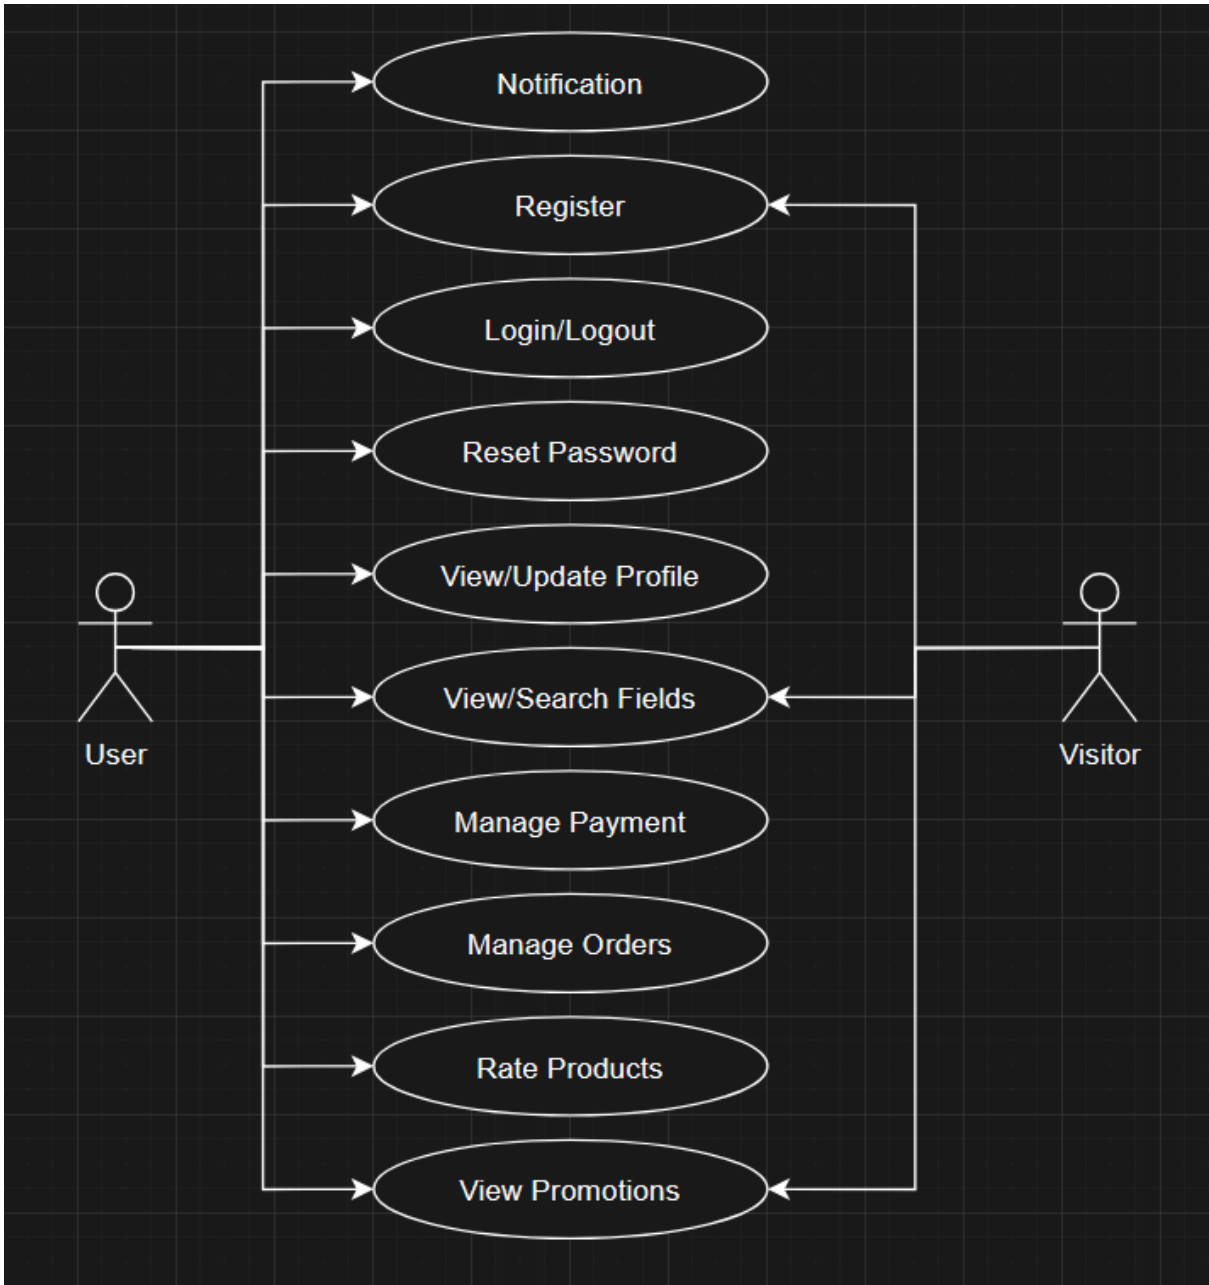 Notification
Register
Login/Logout
Reset Password
View/Update Profile
View/Search Fields
User
Visitor
Manage Payment
Manage Orders
Rate Products
View Promotions